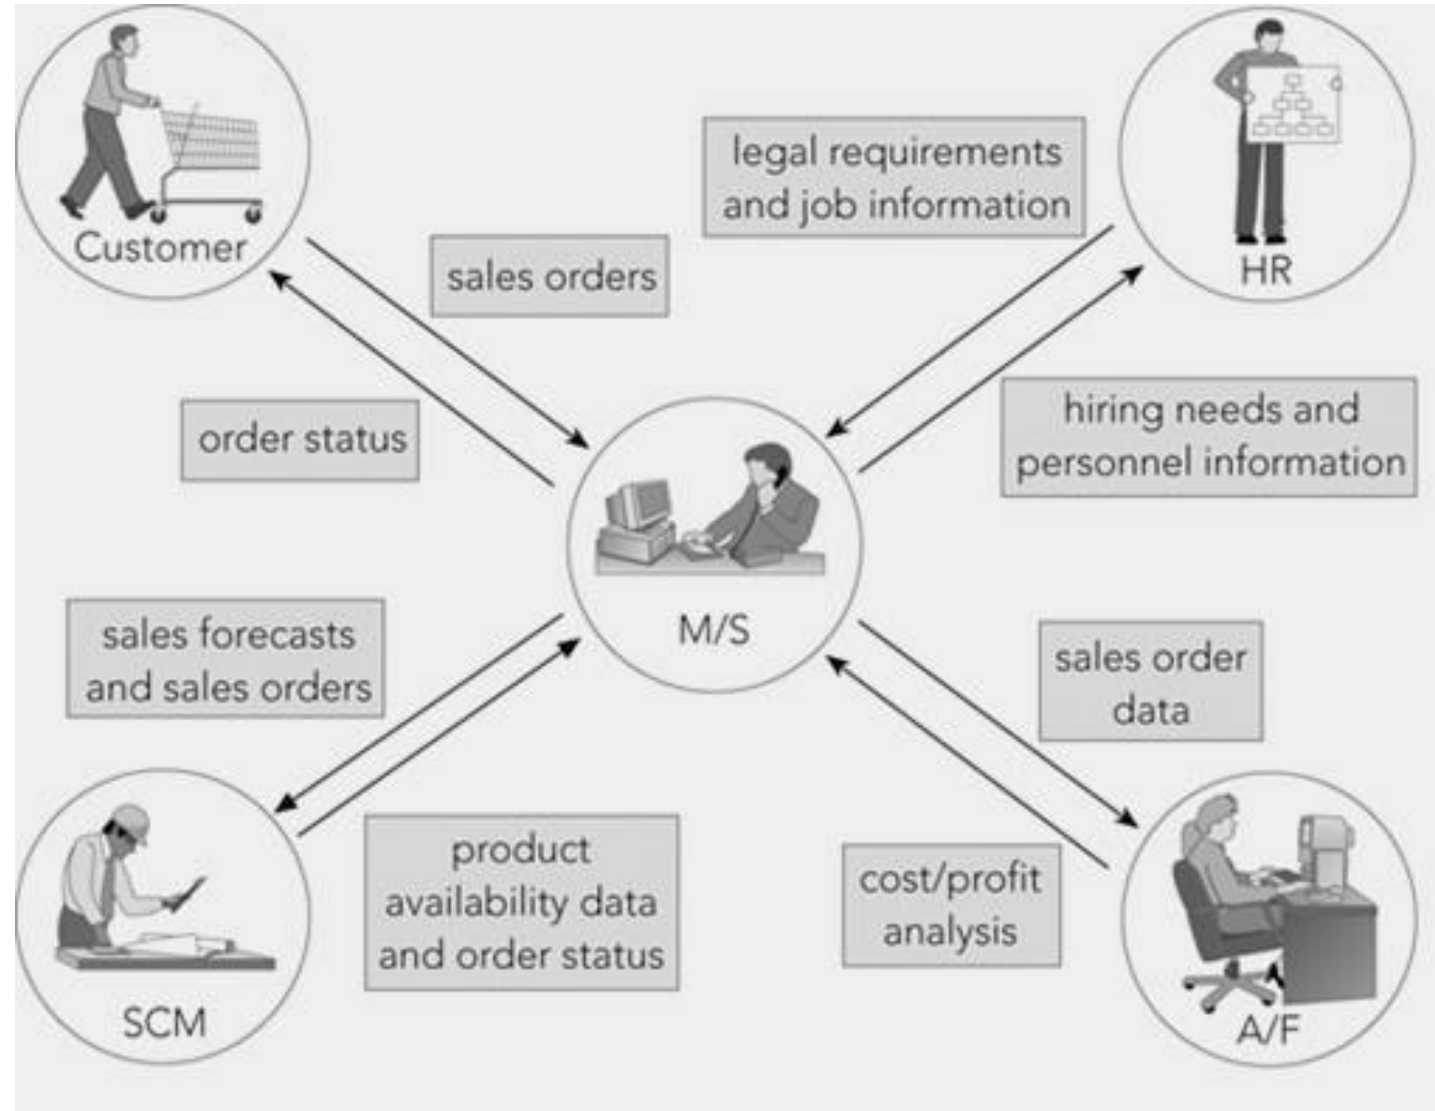 Customer
sales orders
order status
legal requirements
and job information
HR
hiring needs and
personnel information
M/S
sales forecasts
and sales orders
product
availability data
and order status
SCM
sales order
data
cost/profit
analysis
A/F